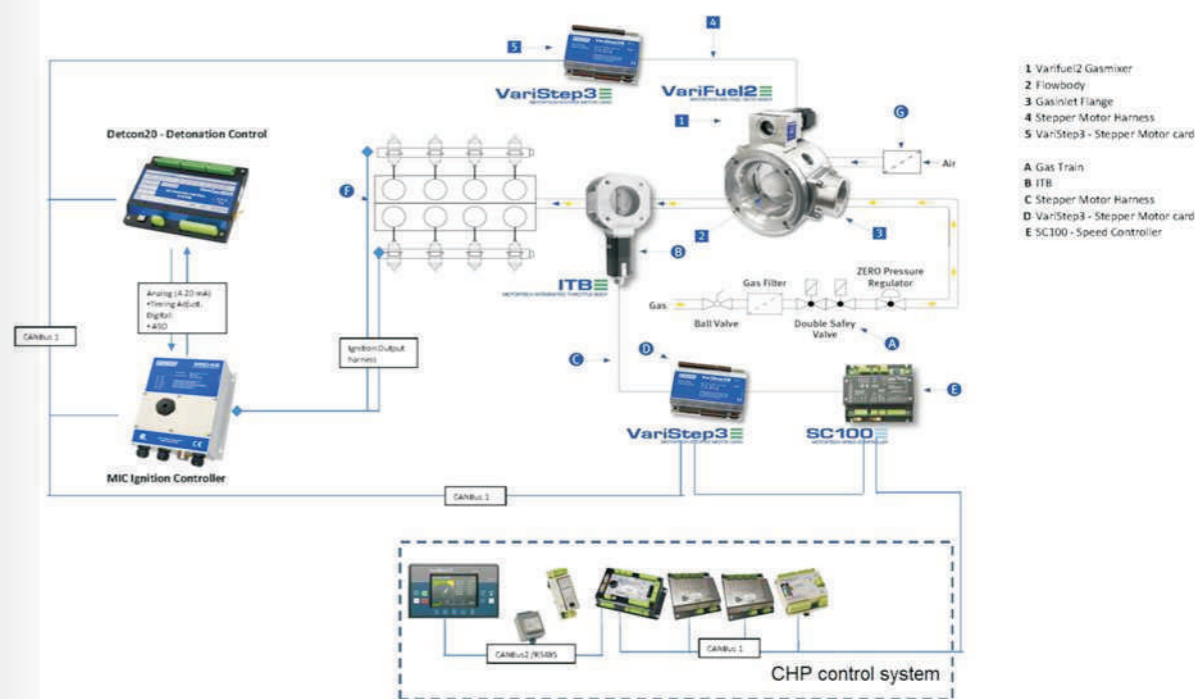 4
5
VariStep3
VariFuel2
1
G
Air
1 Varifuel2 Gasmixer
2 Flowbody
3 Gasinlet Flange
4 Stepper Motor Harness
5 VariStep3 - Stepper Motor card
A Gas Train
B ITB
C Stepper Motor Harness
D VariStep3 - Stepper Motor card
E SC100 - Speed Controller
Detcon20 - Detonation Control
F
2
3
B
ITB
MOTORTECH INTEGRATED THROTTLE BODY
Gas Filter
ZERO Pressure
Regulator
Gas
Ball Valve
Double Safey
Valve
A
Analog (4-20 mA)
•Timing Adjust.
Digital:
•ASD
CANBus 1
Ignition Output
harness
C
D
E
VariStep3
SC100
MIC Ignition Controller
CANBus 1
CANBus2 /RS485
CANBus 1
CHP control system